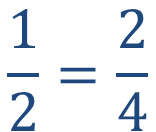 1/2 = 2/4